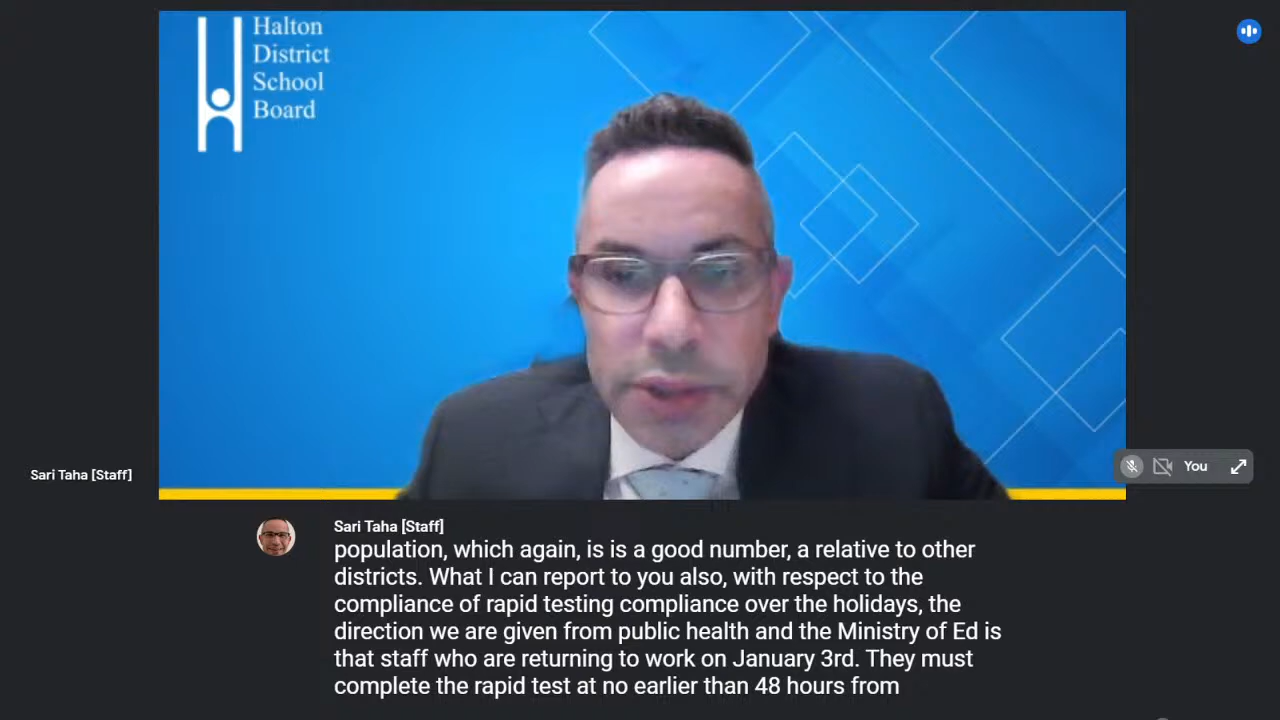 Halton
District
School
Board
Sari Taha [Staff]
You
Sari Taha [Staff]
population, which again, is is a good number, a relative to other
districts. What I can report to you also, with respect to the
compliance of rapid testing compliance over the holidays, the
direction we are given from public health and the Ministry of Ed is
that staff who are returning to work on January 3rd. They must
complete the rapid test at no earlier than 48 hours from